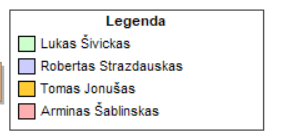 Legenda
Lukas Šivickas
Robertas Strazdauskas
Tomas Jonušas
Arminas Šablinskas